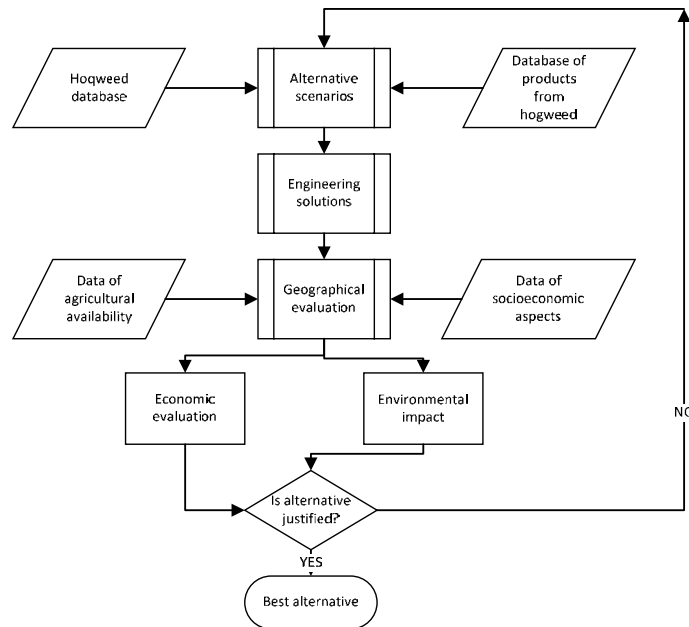 Hoqweed
database
Alternative
scenarios
Database of
products
from
hogweed
Engineering
solutions
Data of
agricultural
availability
Geographical
evaluation
Data of
socioeconomic
aspects
Economic
evaluation
Environmental
impact
NO
Is alternative
justified?
YES
Best alternative